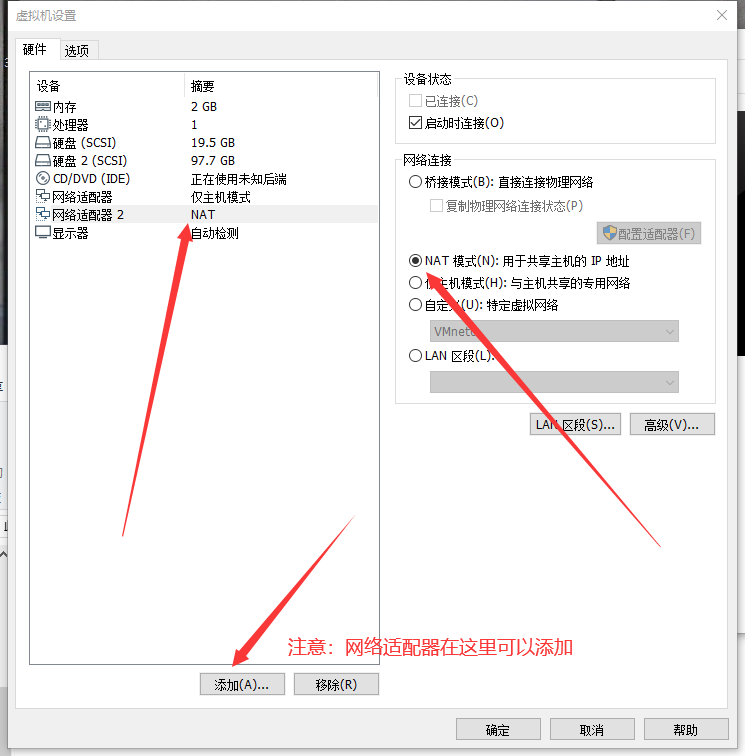 虚拟机设置
硬件 选项
设备 摘要
内存 2 GB
处理器 1
硬盘 (SCSI) 19.5 GB
硬盘 2 (SCSI) 97.7 GB
CD/DVD (IDE) 正在使用未知后端
网络适配器 仅主机模式
网络适配器 2 NAT
显示器 自动检测
设备状态
已连接(C)
启动时连接(O)
网络连接
桥接模式(B): 直接连接物理网络
复制物理网络连接状态(P)
配置适配器(F)
NAT 模式(N): 用于共享主机的 IP 地址
主机模式(H): 与主机共享的专用网络
自定义(U): 特定虚拟网络
LAN 区段(L):
LAN 区段(S)... 高级(V)...
注意：网络适配器在这里可以添加
添加(A)... 移除(R)
确定 取消 帮助